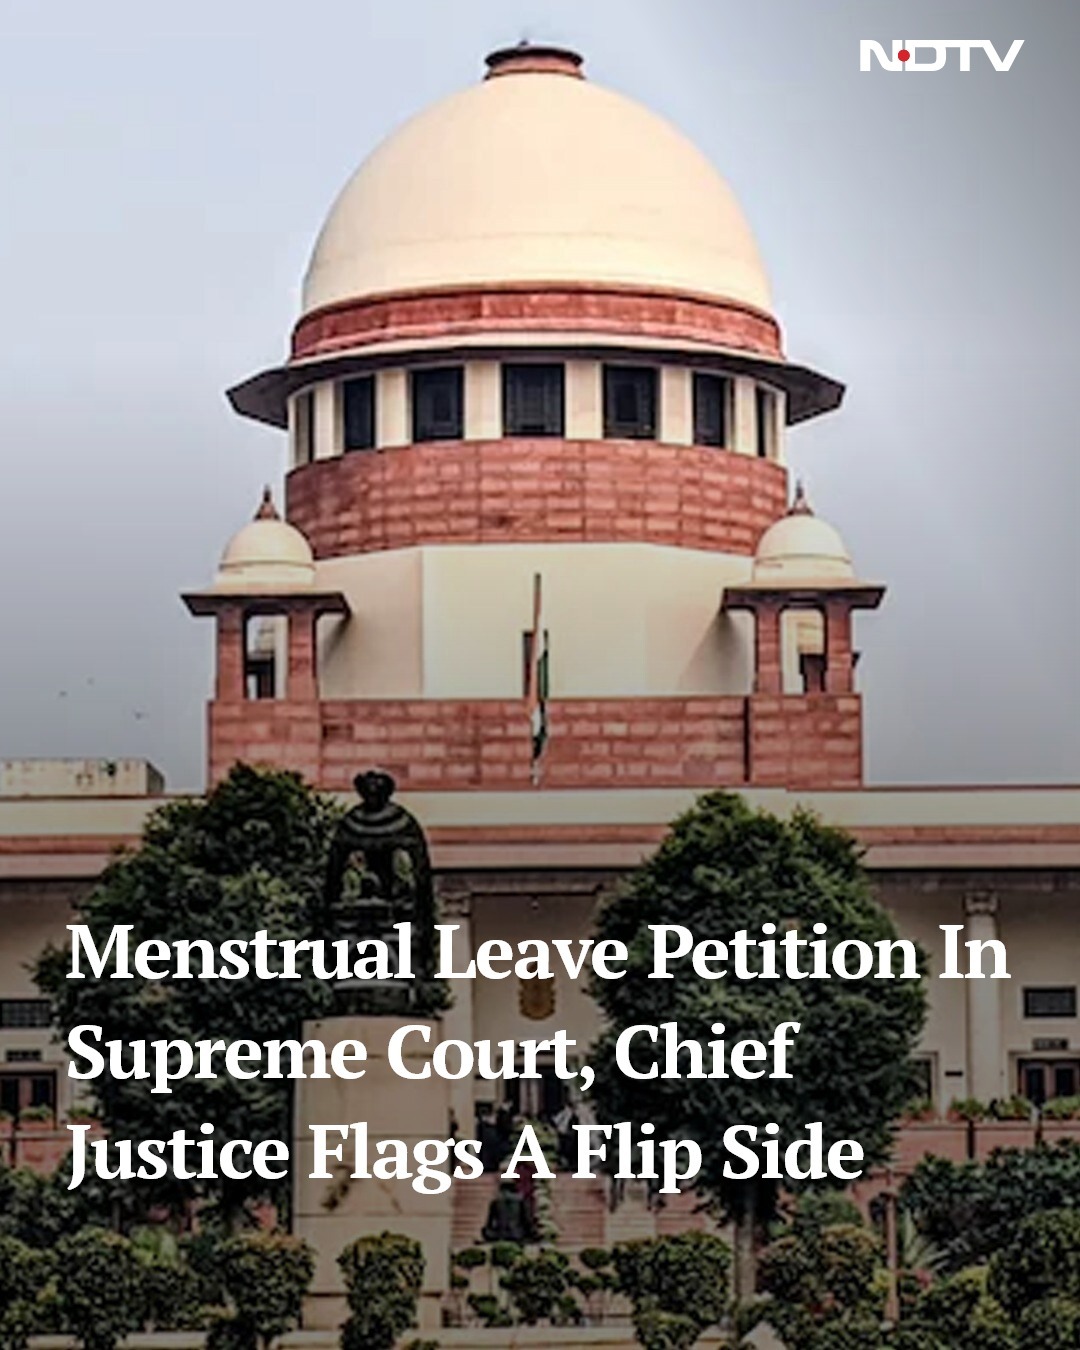 NDTV
Menstrual Leave Petition In
Supreme Court, Chief
Justice Flags A Flip Side